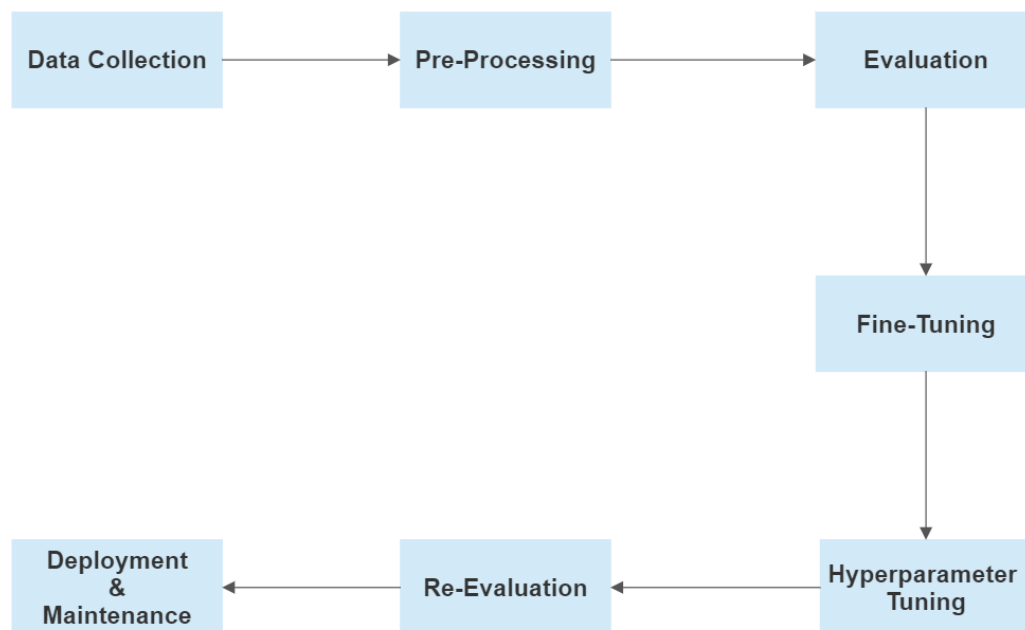 Data Collection
Pre-Processing
Evaluation
Fine-Tuning
Hyperparameter
Tuning
Re-Evaluation
Deployment
&
Maintenance